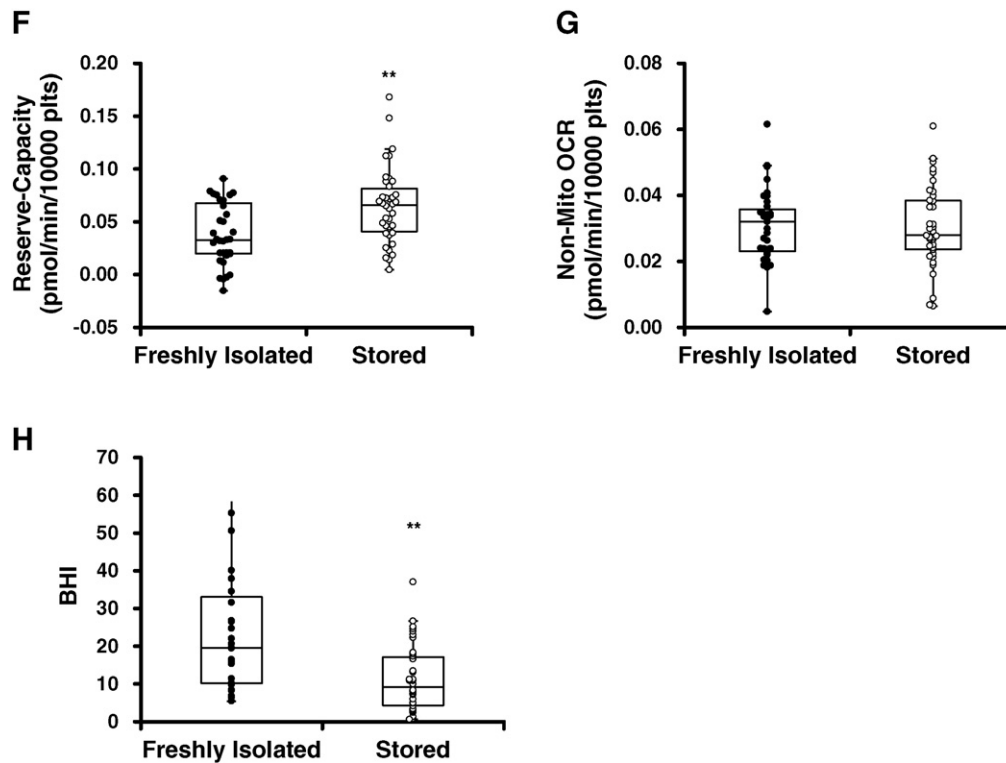 F
Reserve-Capacity
(pmol/min/10000 plts)
0.20
0.15
0.10
0.05
0.00
-0.05
**
Freshly Isolated
Stored
G
Non-Mito OCR
(pmol/min/10000 plts)
0.08
0.06
0.04
0.02
0.00
Freshly Isolated
Stored
H
BHI
70
60
50
40
30
20
10
0
**
Freshly Isolated
Stored